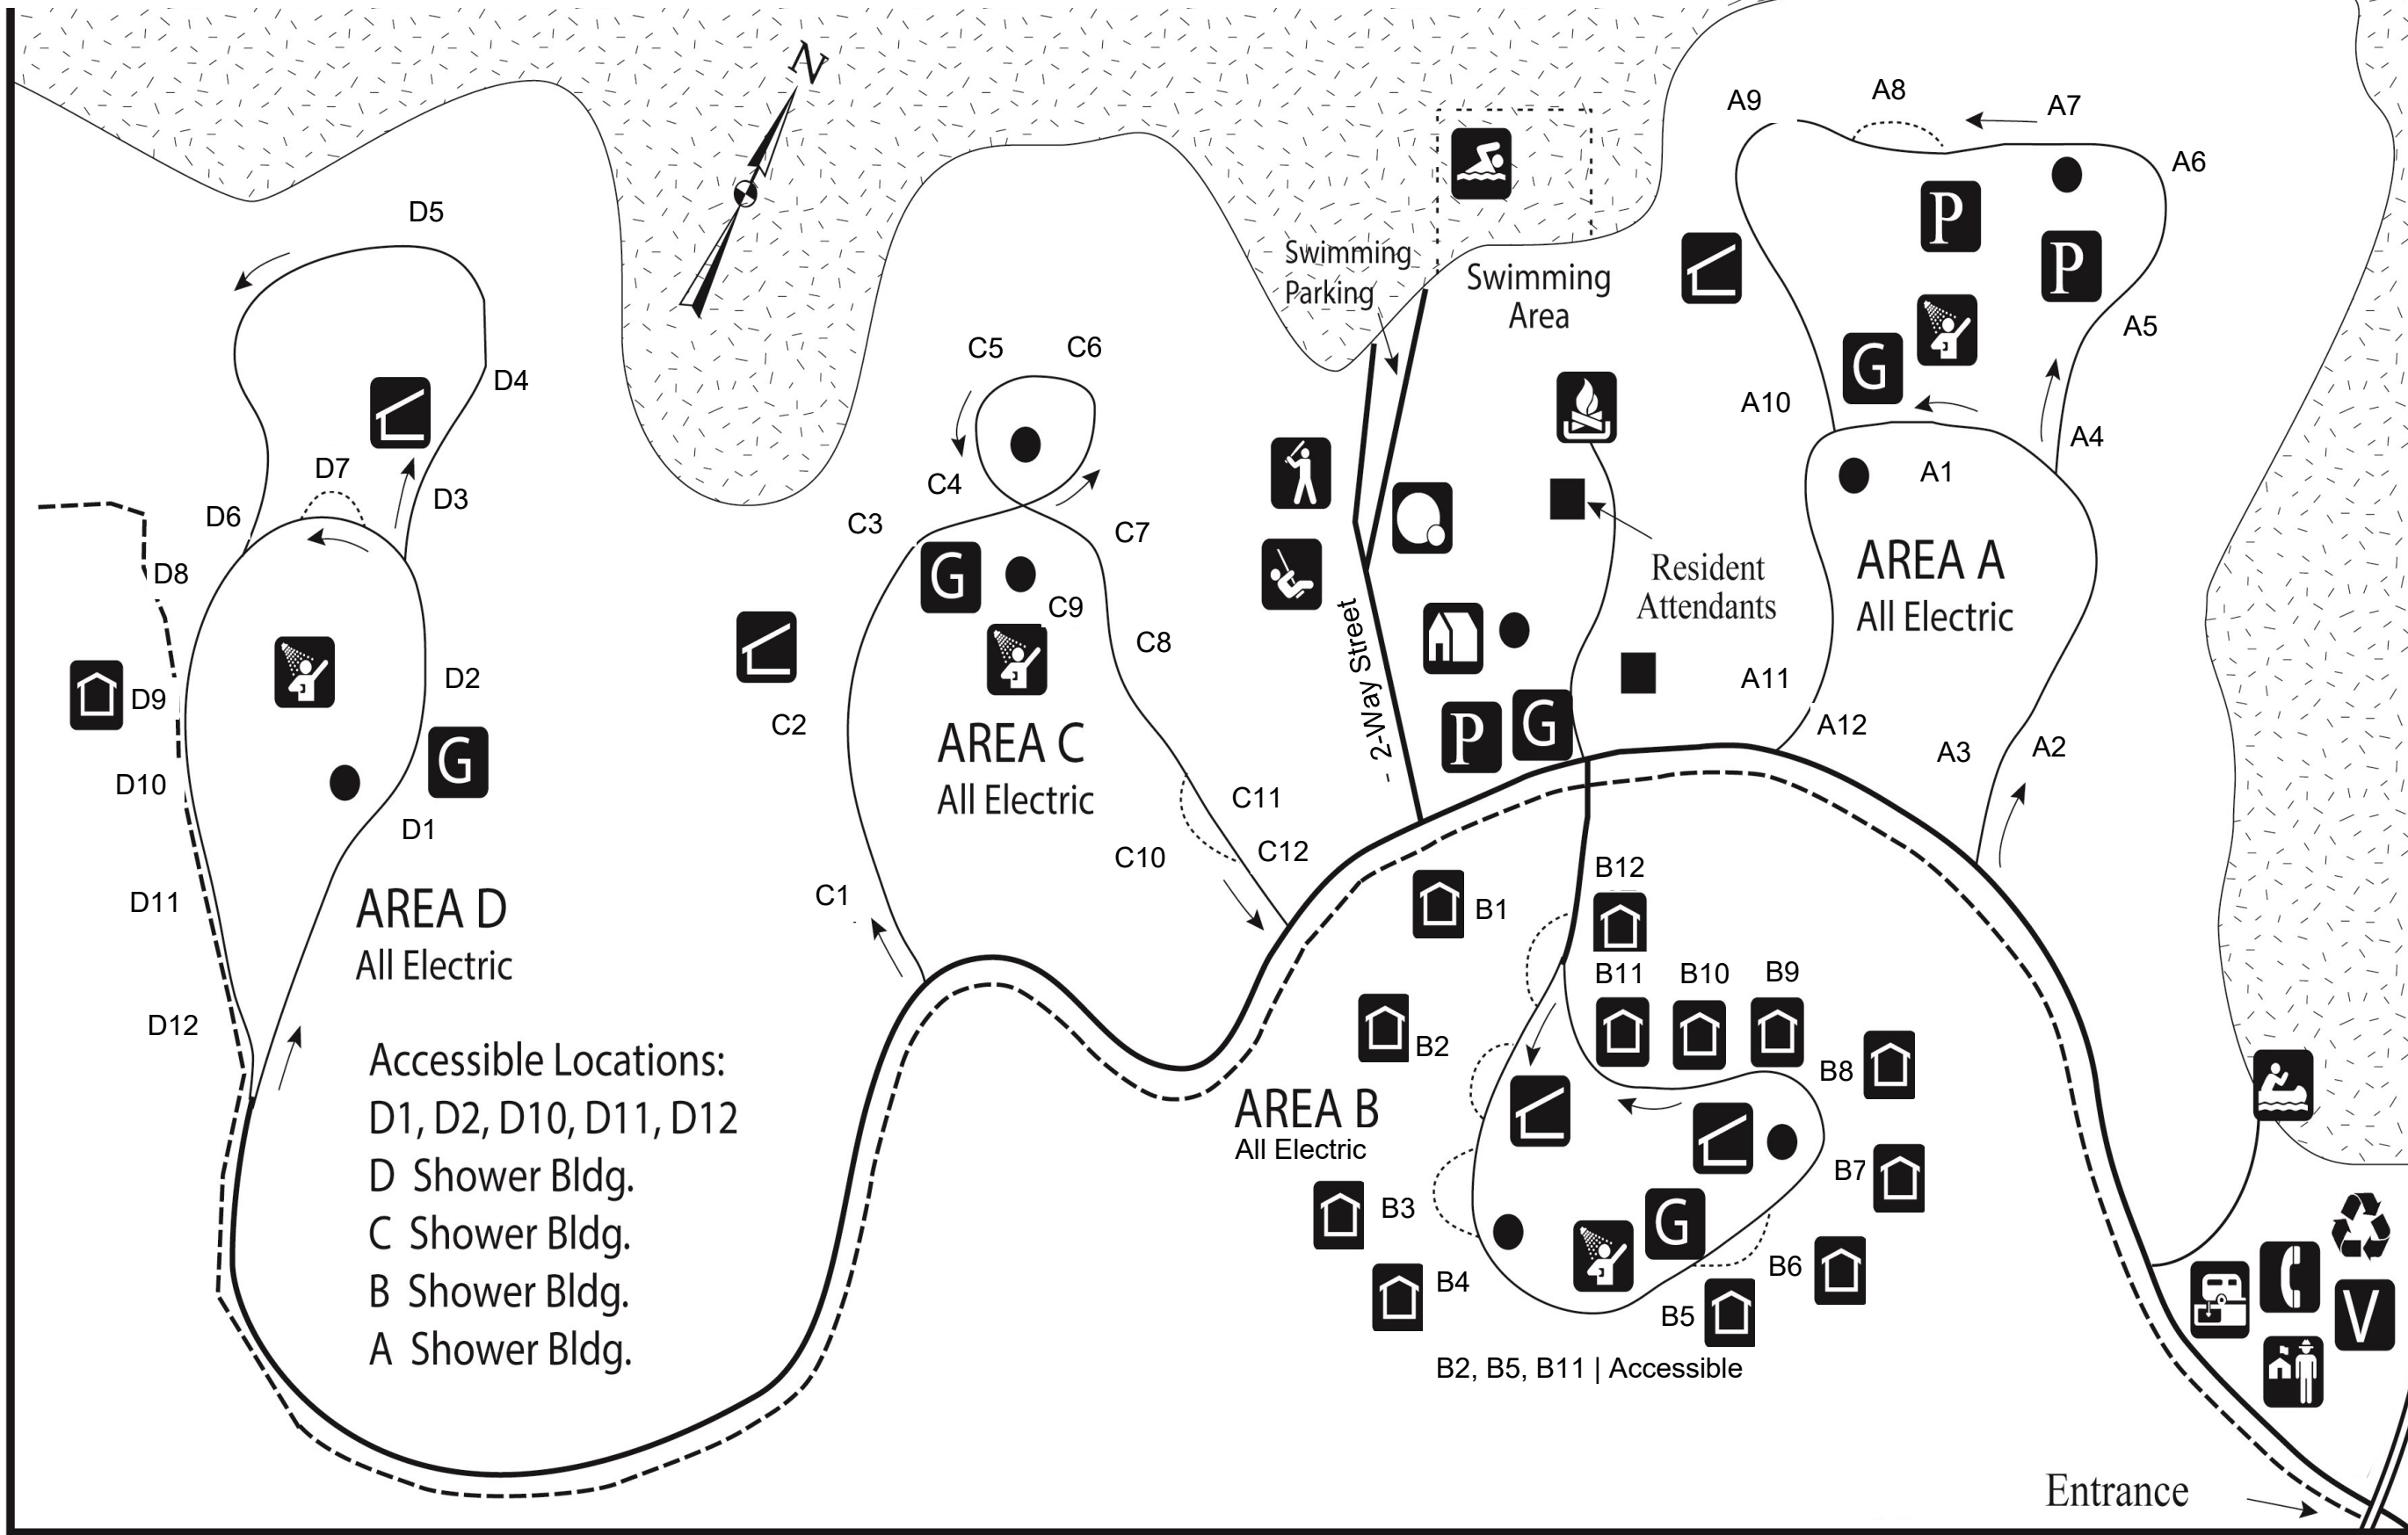 N
A9
A8
A7
A6
P
P
A5
G
A4
A10
A1
AREA A
All Electric
A11
A12
A3
A2
Swimming
Parking
Swimming
Area
Resident
Attendants
- 2-Way Street
P
G
D5
D4
D7
D3
D6
D8
D9
D2
G
D10
D1
D11
D12
AREA D
All Electric
C5
C6
C4
C3
C7
G
C9
C8
C2
AREA C
All Electric
C11
C12
C10
C1
B12
B1
B11
B10
B9
B2
B8
AREA B
All Electric
B7
B3
G
B6
B4
B5
B2, B5, B11 | Accessible
Accessible Locations:
D1, D2, D10, D11, D12
D Shower Bldg.
C Shower Bldg.
B Shower Bldg.
A Shower Bldg.
V
Entrance